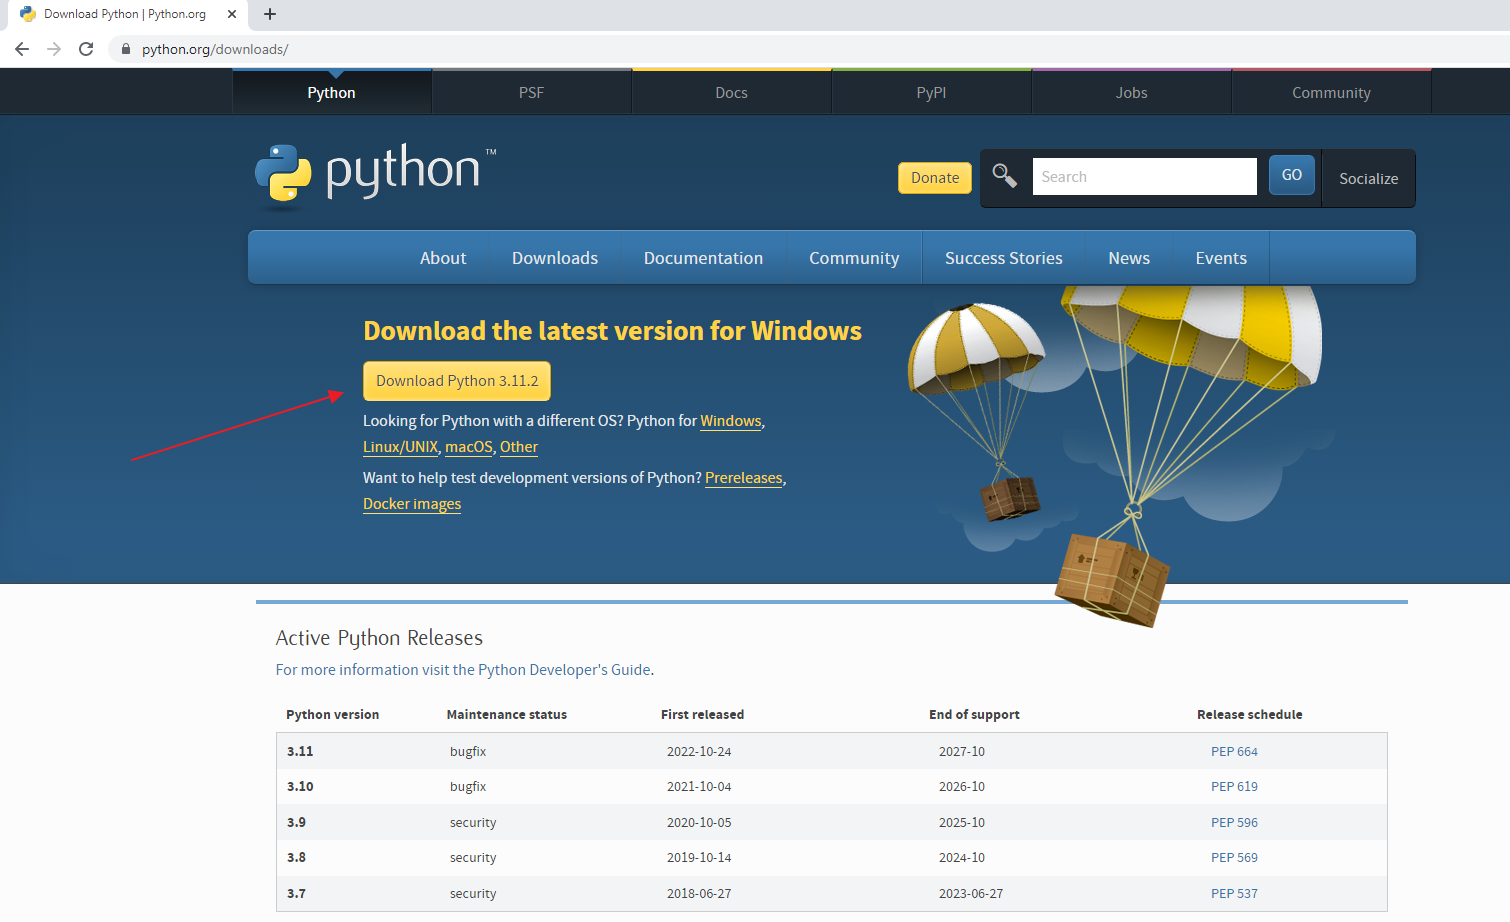 Download Python | Python.org
python.org/downloads/
Python PSF Docs PyPI Jobs Community
python™
Donate Search GO Socialize
About Downloads Documentation Community Success Stories News Events
Download the latest version for Windows
Download Python 3.11.2
Looking for Python with a different OS? Python for Windows,
Linux/UNIX, macOS, Other
Want to help test development versions of Python? Prereleases,
Docker images
Active Python Releases
For more information visit the Python Developer's Guide.
Python version Maintenance status First released End of support Release schedule
3.11 bugfix 2022-10-24 2027-10 PEP 664
3.10 bugfix 2021-10-04 2026-10 PEP 619
3.9 security 2020-10-05 2025-10 PEP 596
3.8 security 2019-10-14 2024-10 PEP 569
3.7 security 2018-06-27 2023-06-27 PEP 537